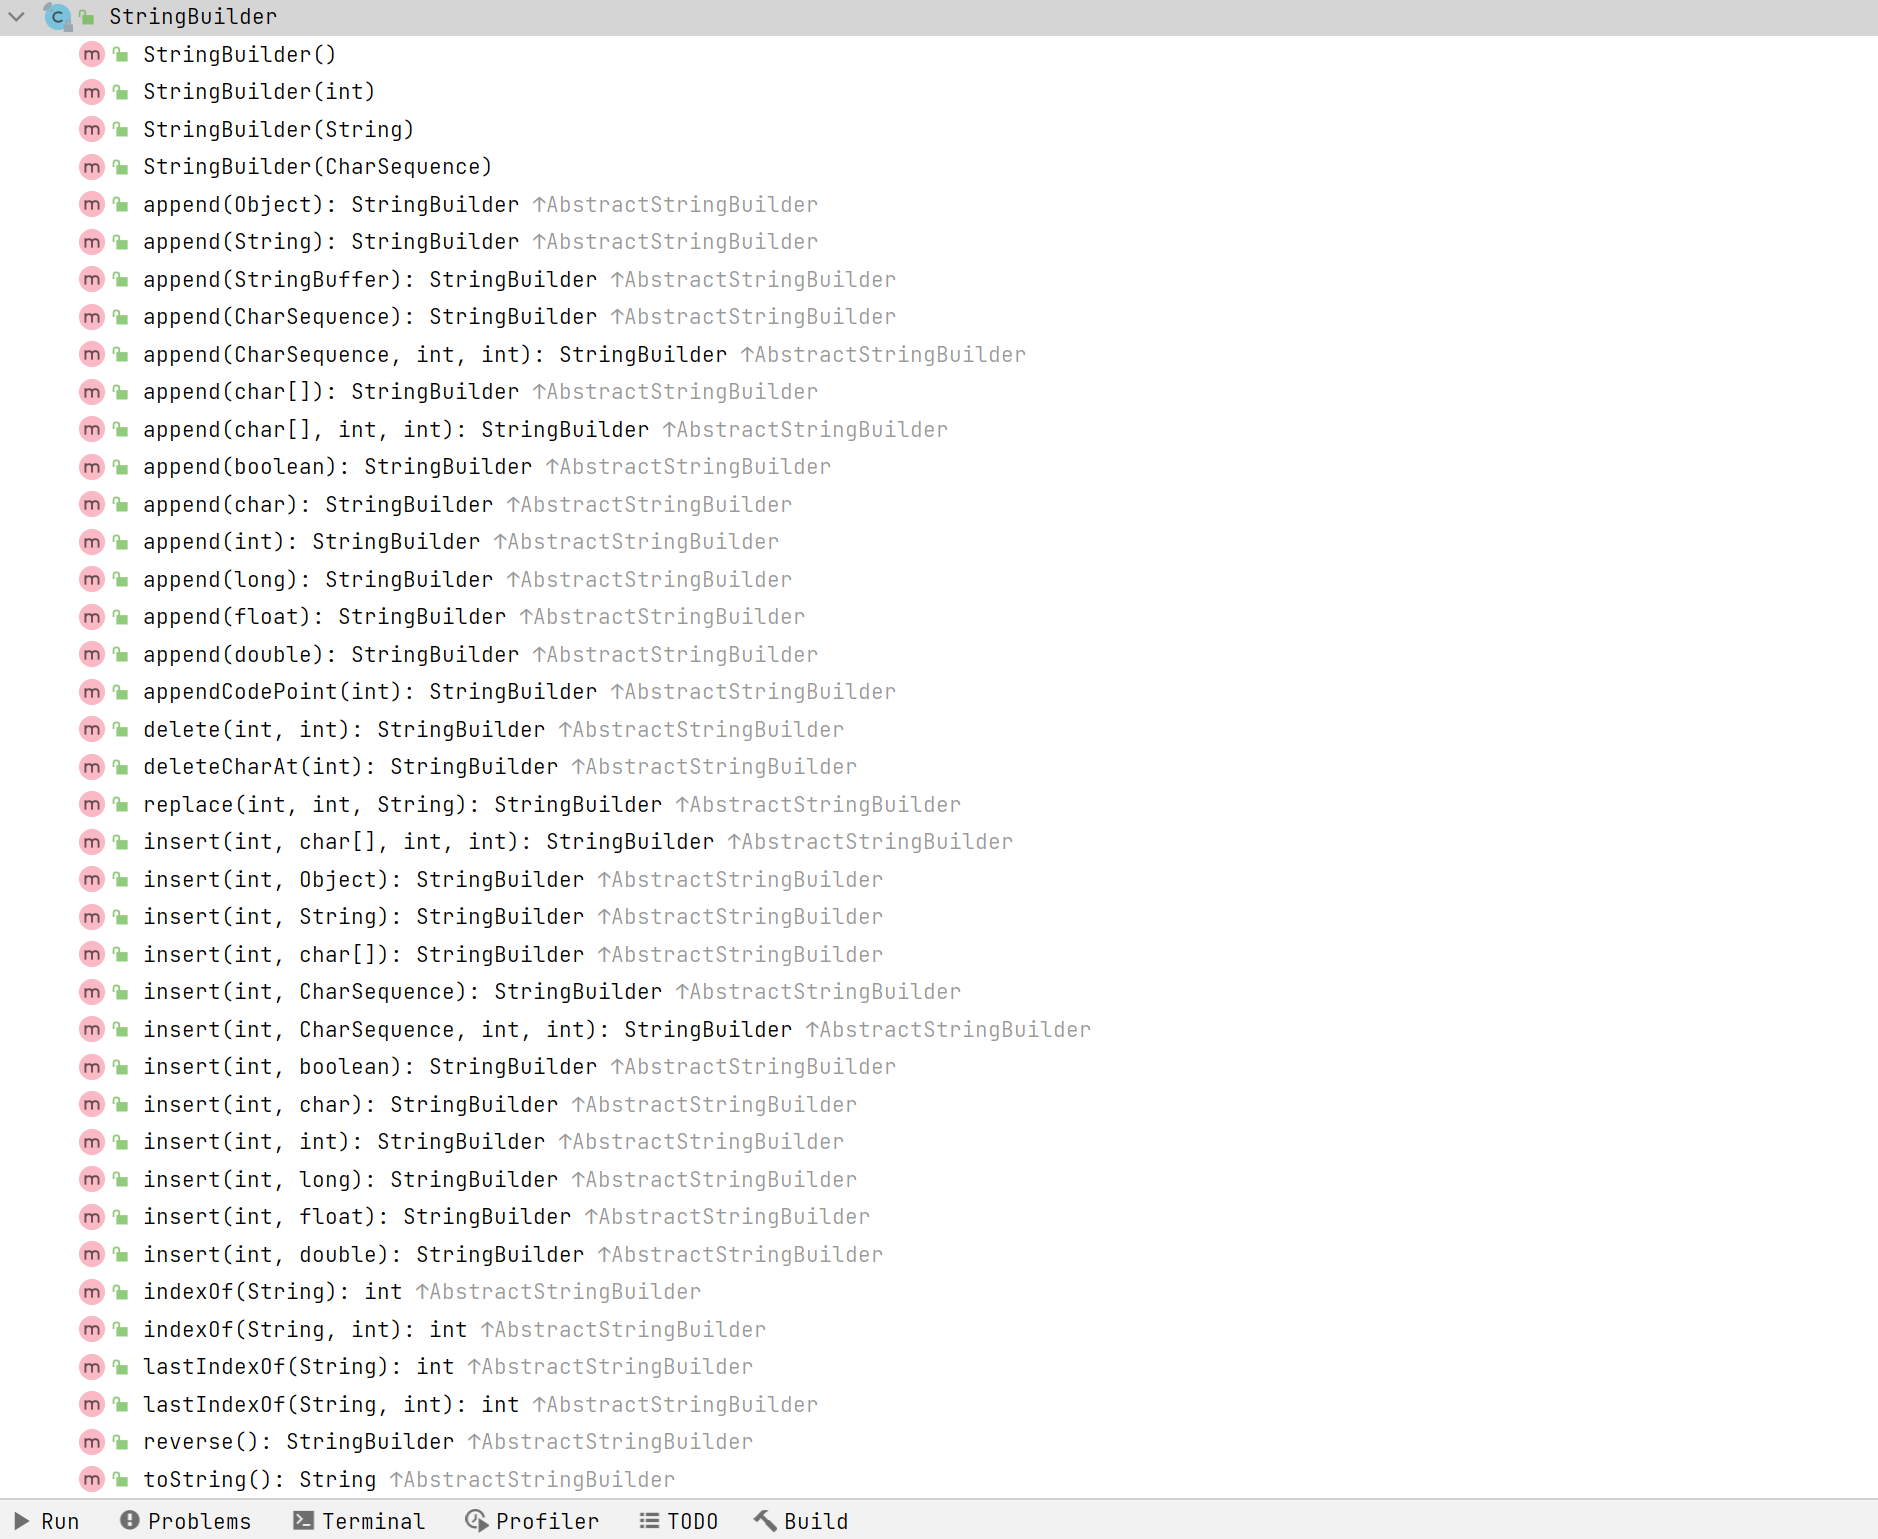 StringBuilder
StringBuilder()
StringBuilder(int)
StringBuilder(String)
StringBuilder(CharSequence)
append(Object): StringBuilder ↑AbstractStringBuilder
append(String): StringBuilder ↑AbstractStringBuilder
append(StringBuffer): StringBuilder ↑AbstractStringBuilder
append(CharSequence): StringBuilder ↑AbstractStringBuilder
append(CharSequence, int, int): StringBuilder ↑AbstractStringBuilder
append(char[]): StringBuilder ↑AbstractStringBuilder
append(char[], int, int): StringBuilder ↑AbstractStringBuilder
append(boolean): StringBuilder ↑AbstractStringBuilder
append(char): StringBuilder ↑AbstractStringBuilder
append(int): StringBuilder ↑AbstractStringBuilder
append(long): StringBuilder ↑AbstractStringBuilder
append(float): StringBuilder ↑AbstractStringBuilder
append(double): StringBuilder ↑AbstractStringBuilder
appendCodePoint(int): StringBuilder ↑AbstractStringBuilder
delete(int, int): StringBuilder ↑AbstractStringBuilder
deleteCharAt(int): StringBuilder ↑AbstractStringBuilder
replace(int, int, String): StringBuilder ↑AbstractStringBuilder
insert(int, char[], int, int): StringBuilder ↑AbstractStringBuilder
insert(int, Object): StringBuilder ↑AbstractStringBuilder
insert(int, String): StringBuilder ↑AbstractStringBuilder
insert(int, char[]): StringBuilder ↑AbstractStringBuilder
insert(int, CharSequence): StringBuilder ↑AbstractStringBuilder
insert(int, CharSequence, int, int): StringBuilder ↑AbstractStringBuilder
insert(int, boolean): StringBuilder ↑AbstractStringBuilder
insert(int, char): StringBuilder ↑AbstractStringBuilder
insert(int, int): StringBuilder ↑AbstractStringBuilder
insert(int, long): StringBuilder ↑AbstractStringBuilder
insert(int, float): StringBuilder ↑AbstractStringBuilder
insert(int, double): StringBuilder ↑AbstractStringBuilder
indexOf(String): int ↑AbstractStringBuilder
indexOf(String, int): int ↑AbstractStringBuilder
lastIndexOf(String): int ↑AbstractStringBuilder
lastIndexOf(String, int): int ↑AbstractStringBuilder
reverse(): StringBuilder ↑AbstractStringBuilder
toString(): String ↑AbstractStringBuilder
Run Problems Terminal Profiler TODO Build